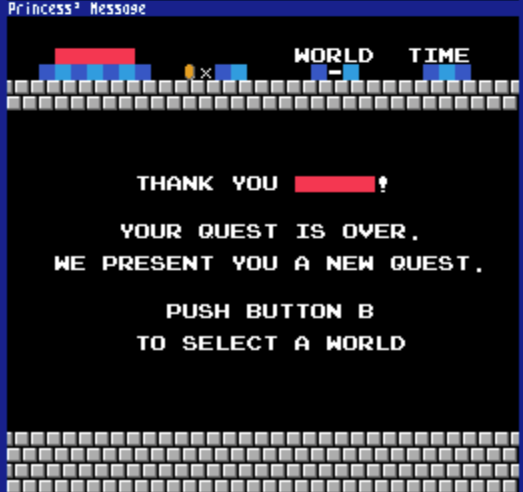 Princess' Message
WORLD TIME
× -
THANK YOU !
YOUR QUEST IS OVER.
WE PRESENT YOU A NEW QUEST.
PUSH BUTTON B
TO SELECT A WORLD